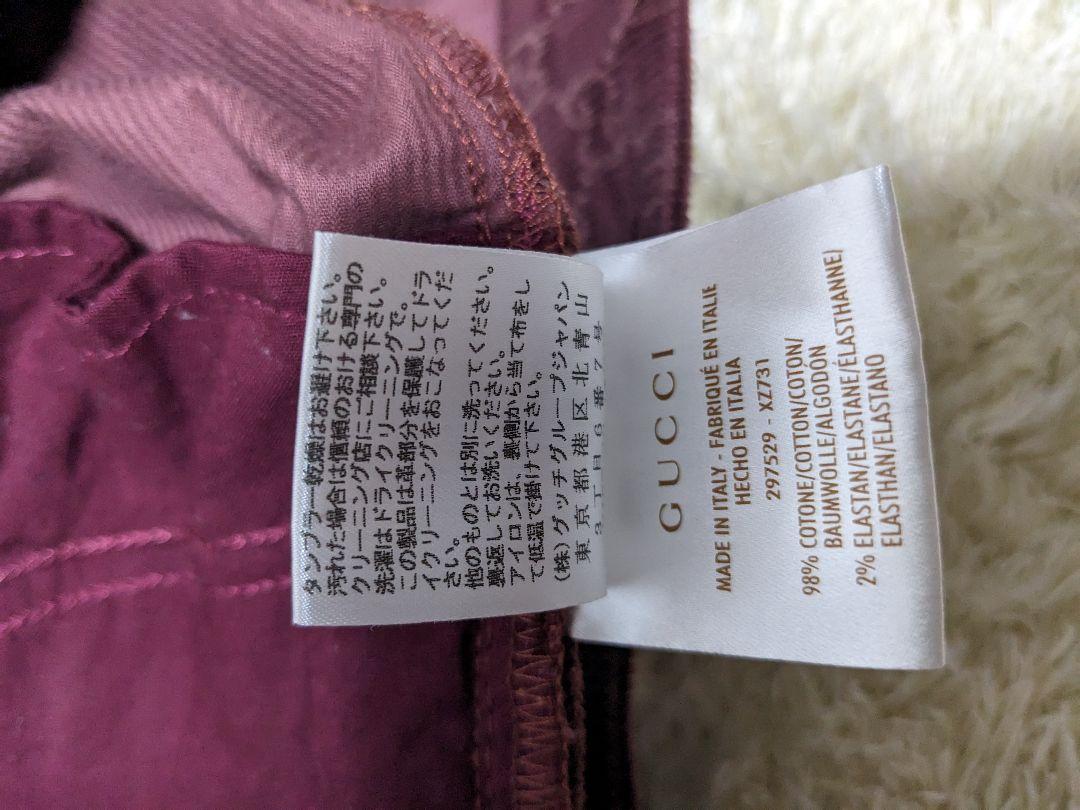 タンブラー乾燥はお避け下さい。
汚れた場合は信頼のおける専門の
クリーニング店にご相談下さい。
洗濯はドライクリーニングで。
この製品は革部分を保護してドラ
イクリーニングをおこなってくだ
さい。
他のものとは別に洗ってください。
裏返してお洗いください。
アイロンは、裏側から当て布をし
て低温で掛けて下さい。
(株)グッチグループジャパン
東京都港区北青山
3丁目6番7号
GUCCI
MADE IN ITALY - FABRIQUÉ EN ITALIE
HECHO EN ITALIA
297529 - XZ731
98% COTONE/COTTON/COTON/
BAUMWOLLE/ALGODON
2% ELASTAN/ELASTANE/ÉLASTHANNE/
ELASTHAN/ELASTANO